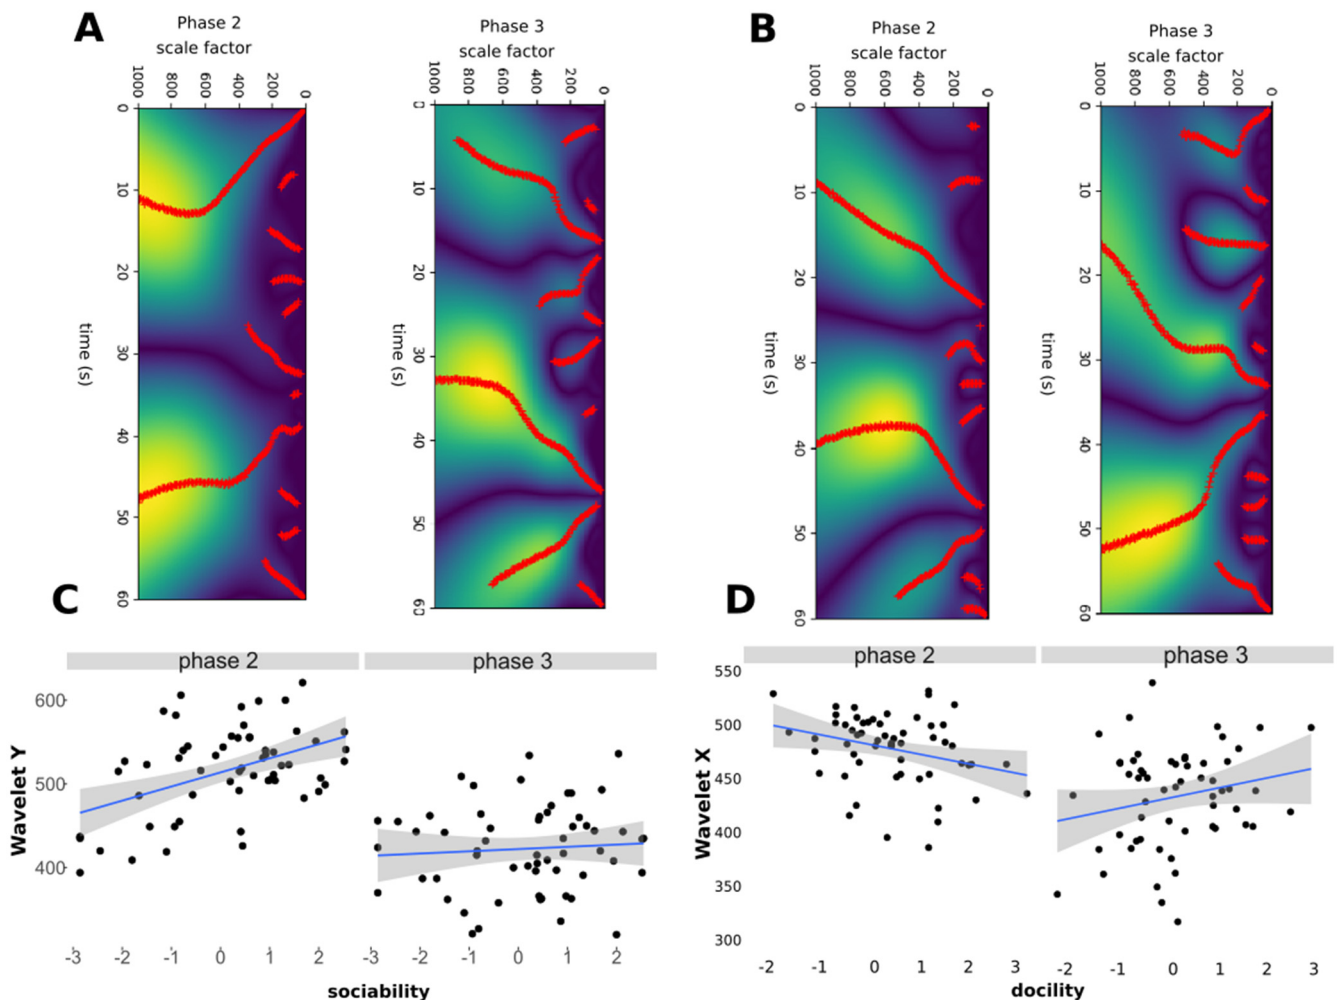 A
Phase 2
scale factor
1000
800
600
400
200
0
0
10
20
30
40
50
60
time (s)
Phase 3
scale factor
1000
800
600
400
200
0
0
10
20
30
40
50
60
time (s)
B
Phase 2
scale factor
1000
800
600
400
200
0
0
10
20
30
40
50
60
time (s)
Phase 3
scale factor
1000
800
600
400
200
0
0
10
20
30
40
50
60
time (s)
C
phase 2
phase 3
Wavelet Y
600
500
400
-3 -2 -1 0 1 2
-3 -2 -1 0 1 2
sociability
D
phase 2
phase 3
Wavelet X
550
500
450
400
350
300
-2 -1 0 1 2 3
-2 -1 0 1 2 3
docility